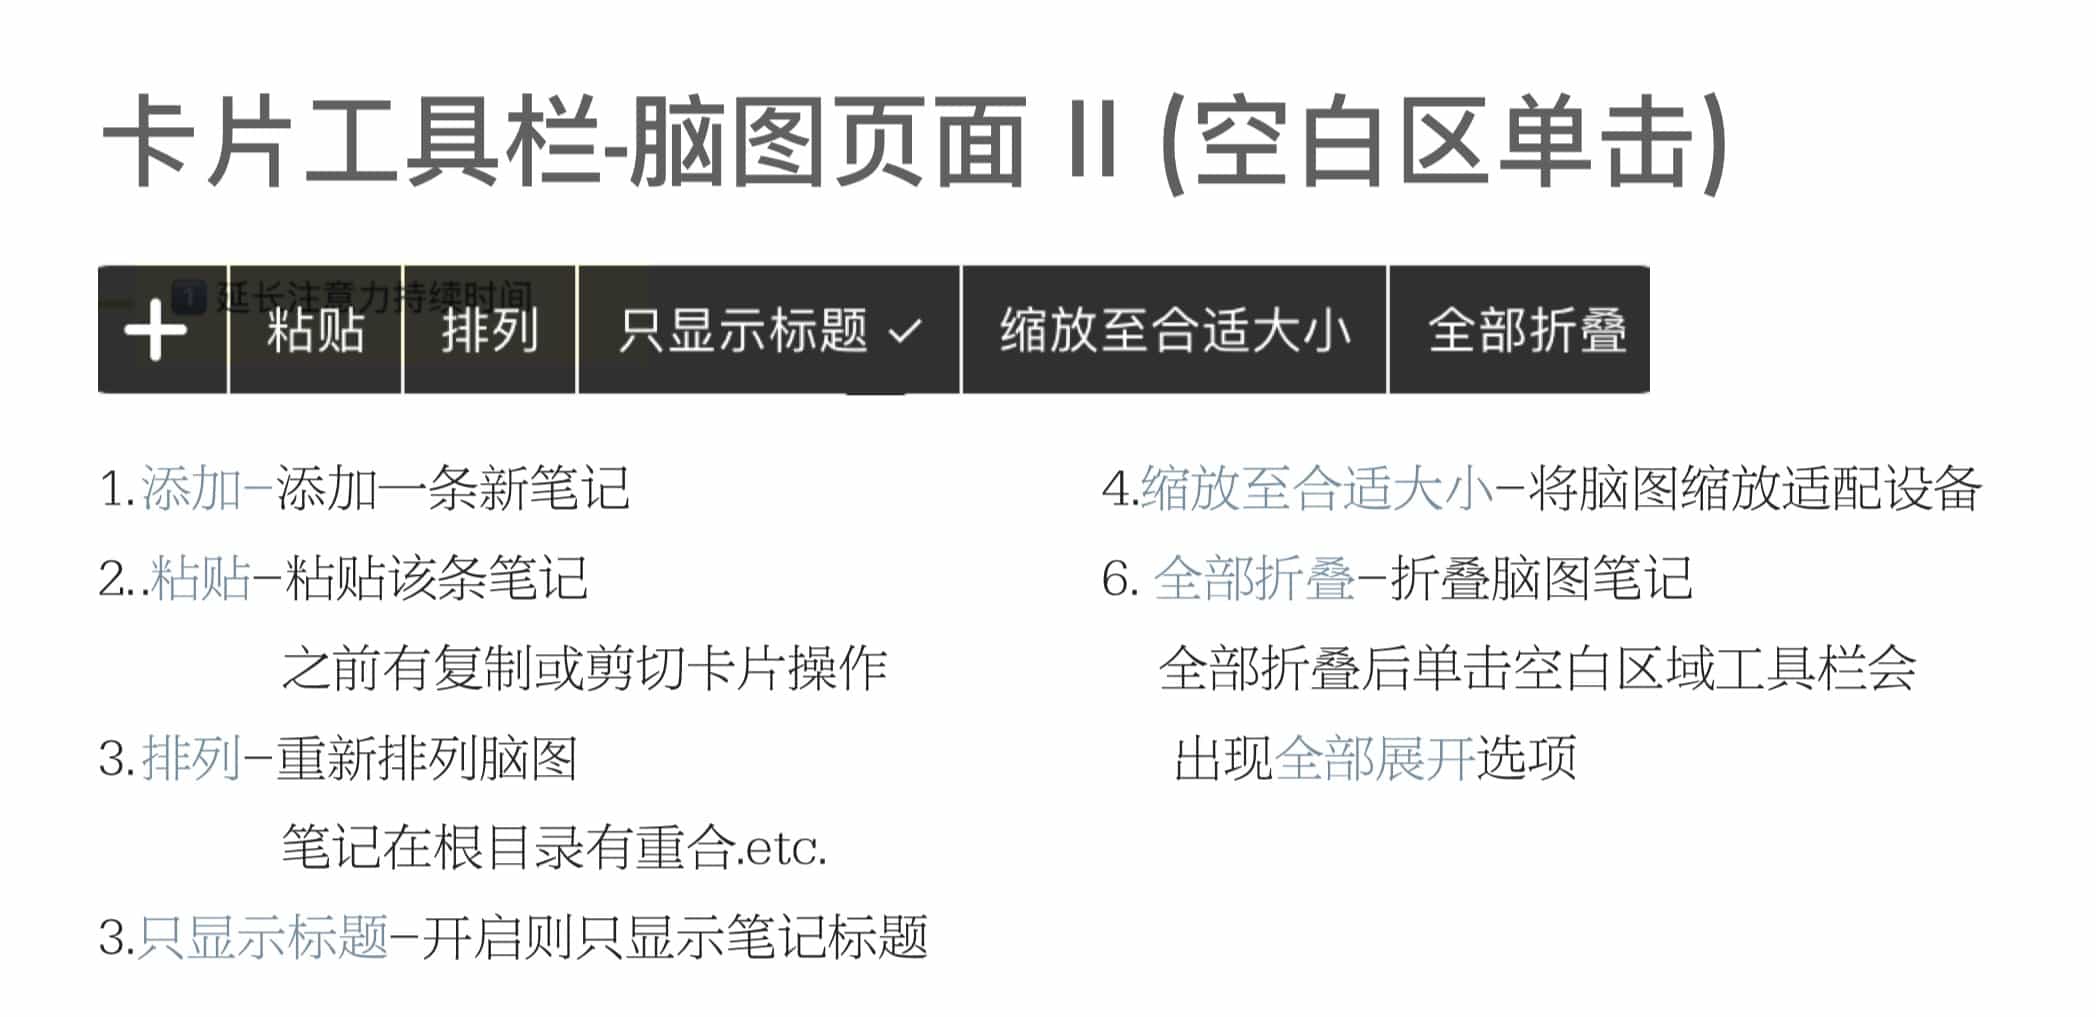 卡片工具栏-脑图页面 II (空白区单击)
1 延长注意力持续时间
+ 粘贴 排列 只显示标题 ✓ 缩放至合适大小 全部折叠
1.添加-添加一条新笔记
2..粘贴-粘贴该条笔记
之前有复制或剪切卡片操作
3.排列-重新排列脑图
笔记在根目录有重合.etc.
3.只显示标题-开启则只显示笔记标题
4.缩放至合适大小-将脑图缩放适配设备
6. 全部折叠-折叠脑图笔记
全部折叠后单击空白区域工具栏会
出现全部展开选项